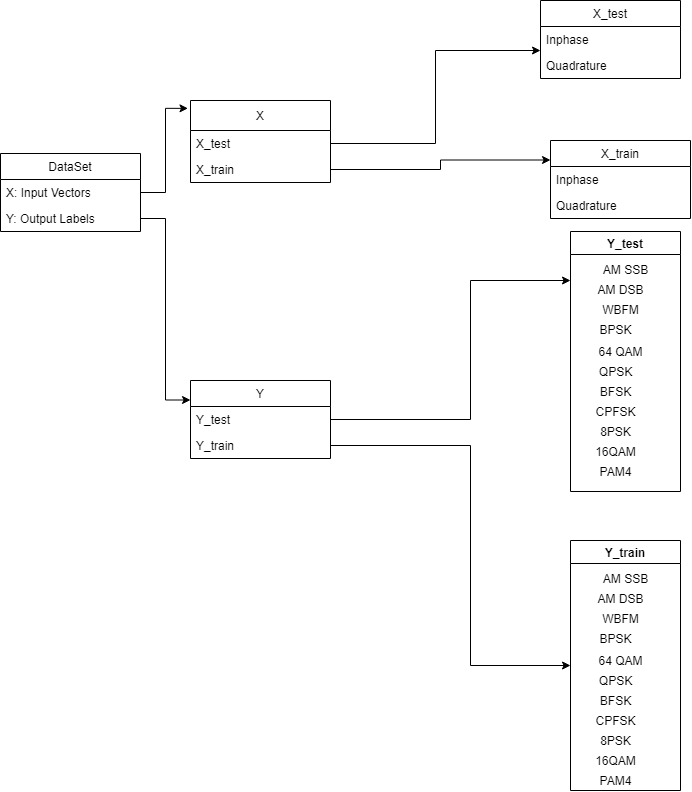 X_test
Inphase
Quadrature
X
X_test
X_train
X_train
Inphase
Quadrature
DataSet
X: Input Vectors
Y: Output Labels
Y_test
AM SSB
AM DSB
WBFM
BPSK
64 QAM
QPSK
BFSK
CPFSK
8PSK
16QAM
PAM4
Y
Y_test
Y_train
Y_train
AM SSB
AM DSB
WBFM
BPSK
64 QAM
QPSK
BFSK
CPFSK
8PSK
16QAM
PAM4